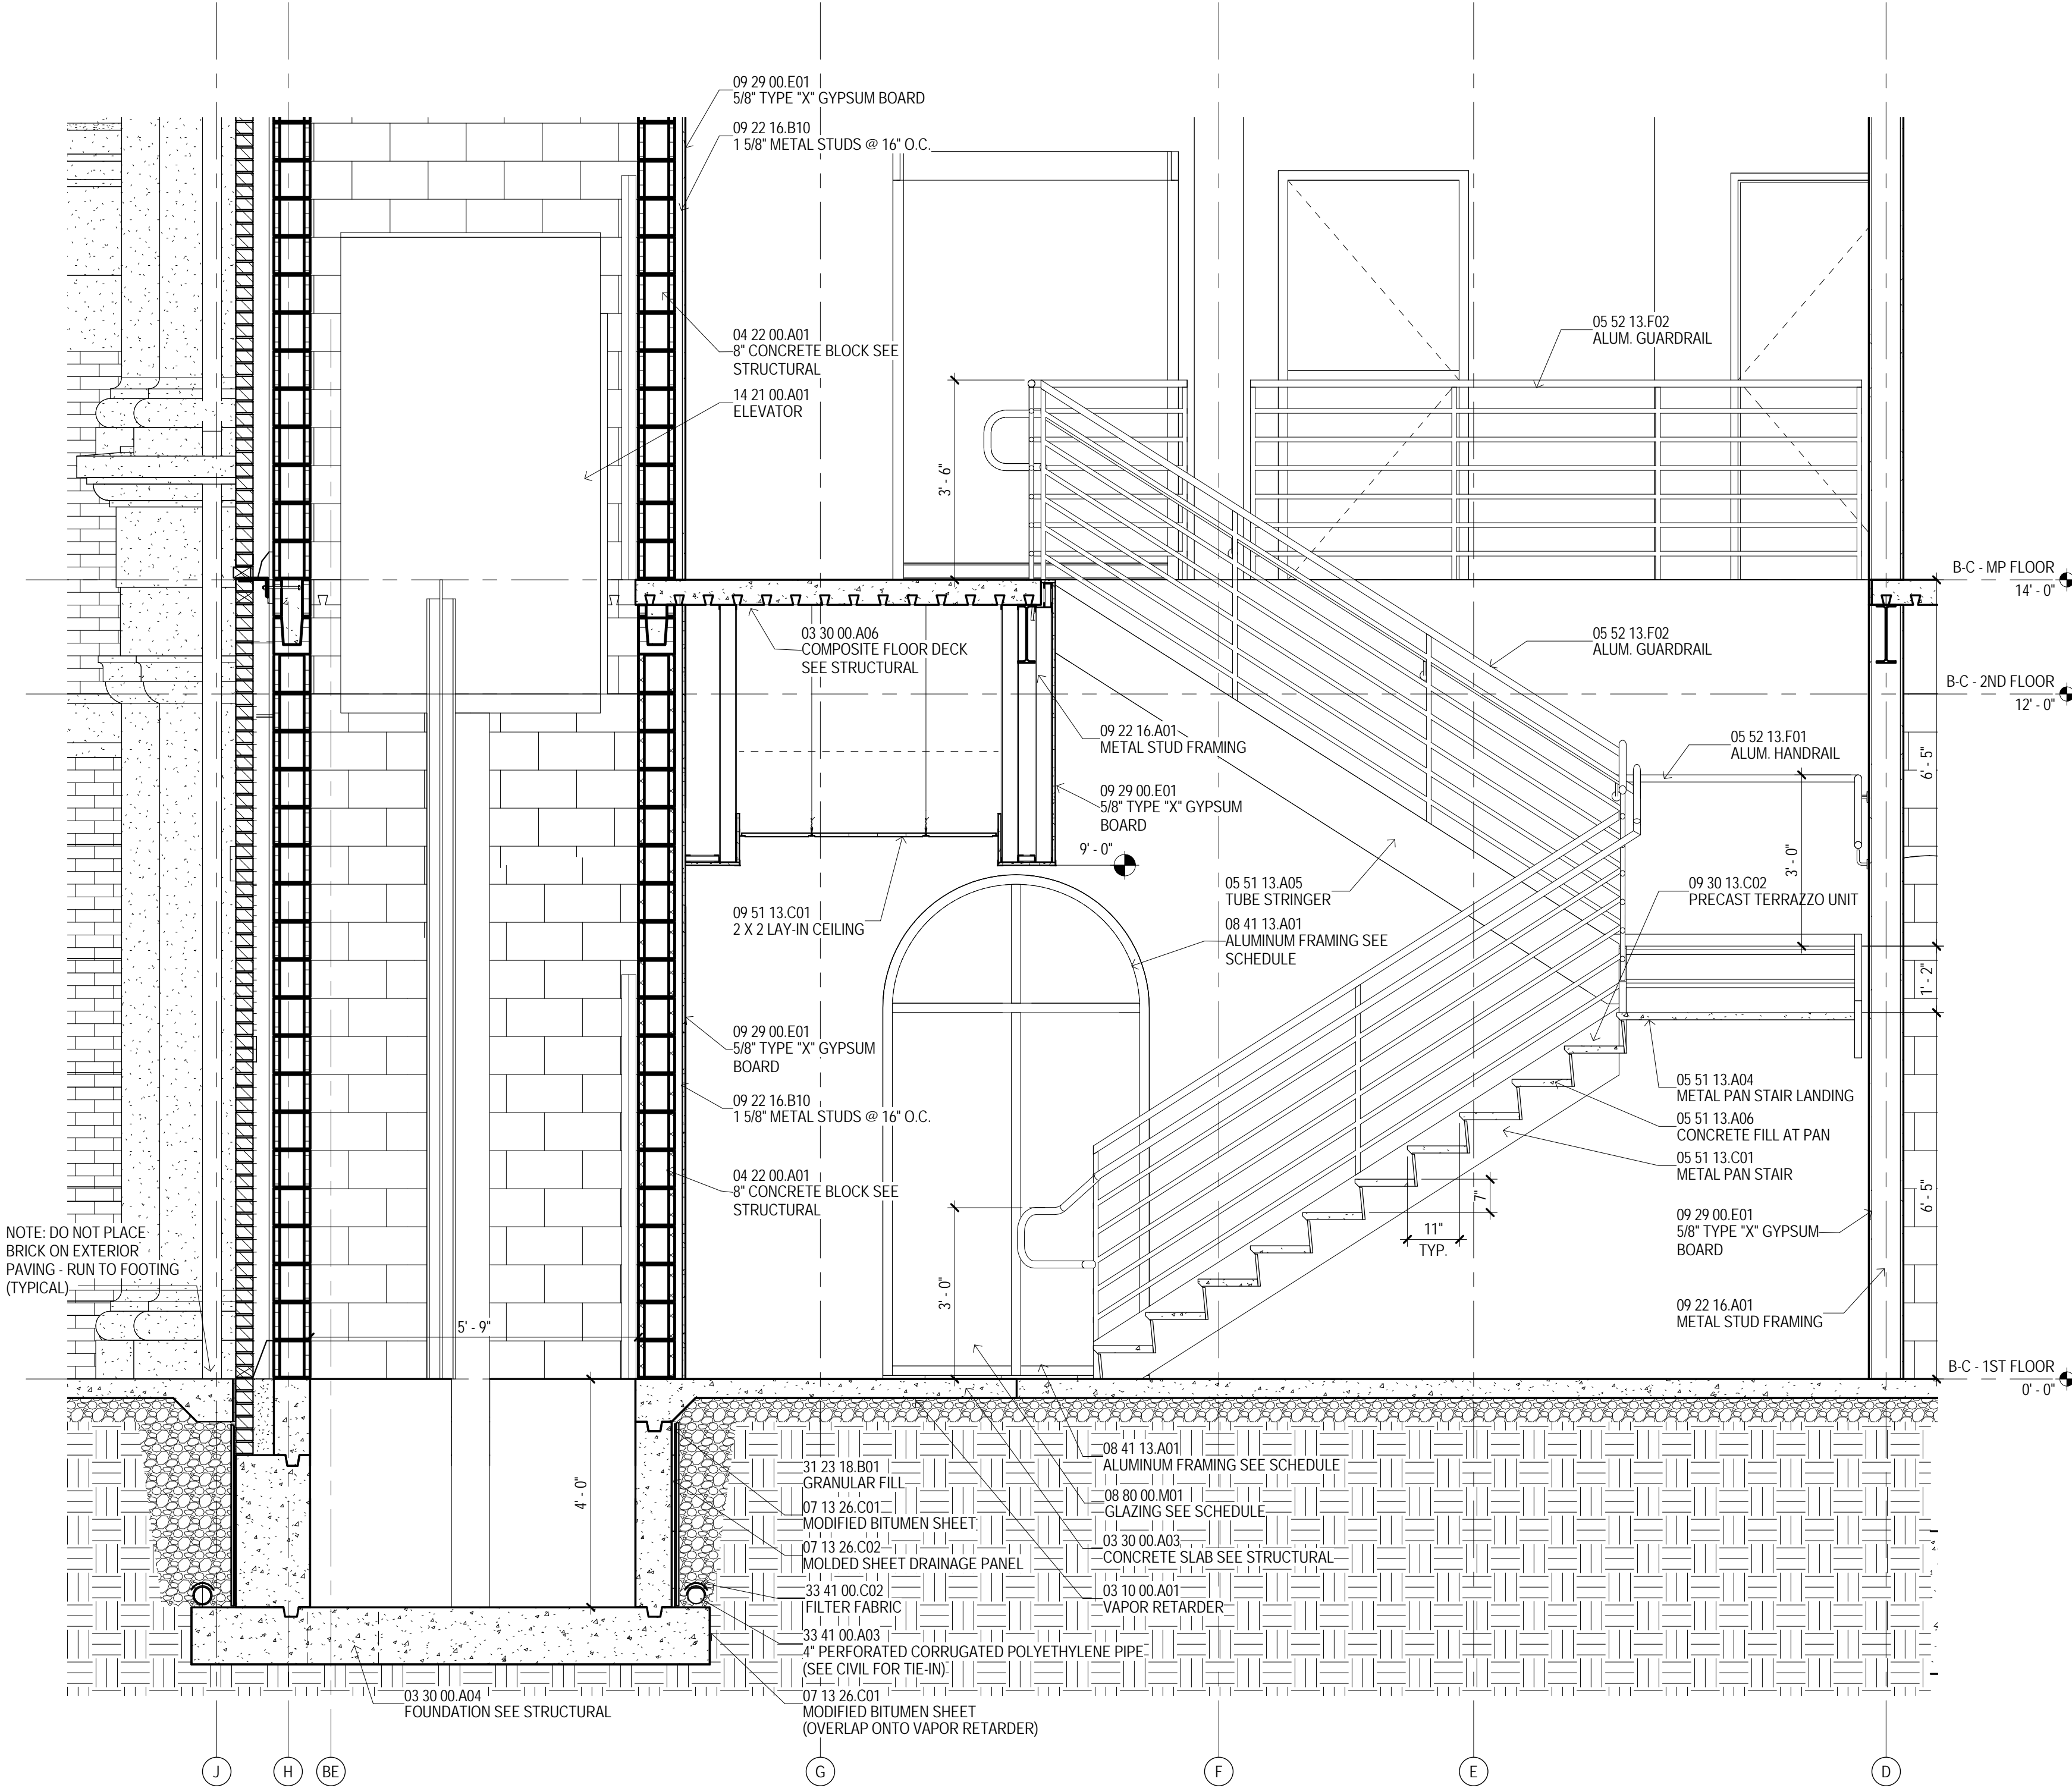 09 29 00.E01
5/8" TYPE "X" GYPSUM BOARD
09 22 16.B10
1 5/8" METAL STUDS @ 16" O.C.
04 22 00.A01
8" CONCRETE BLOCK SEE
STRUCTURAL
14 21 00.A01
ELEVATOR
05 52 13.F02
ALUM. GUARDRAIL
3' - 6"
B-C - MP FLOOR
14' - 0"
03 30 00.A06
COMPOSITE FLOOR DECK
SEE STRUCTURAL
05 52 13.F02
ALUM. GUARDRAIL
B-C - 2ND FLOOR
12' - 0"
09 22 16.A01
METAL STUD FRAMING
05 52 13.F01
ALUM. HANDRAIL
6' - 5"
09 29 00.E01
5/8" TYPE "X" GYPSUM
BOARD
9' - 0"
3' - 0"
05 51 13.A05
TUBE STRINGER
09 30 13.C02
PRECAST TERRAZZO UNIT
09 51 13.C01
2 X 2 LAY-IN CEILING
08 41 13.A01
ALUMINUM FRAMING SEE
SCHEDULE
1' - 2"
09 29 00.E01
5/8" TYPE "X" GYPSUM
BOARD
09 22 16.B10
1 5/8" METAL STUDS @ 16" O.C.
05 51 13.A04
METAL PAN STAIR LANDING
05 51 13.A06
CONCRETE FILL AT PAN
05 51 13.C01
METAL PAN STAIR
04 22 00.A01
8" CONCRETE BLOCK SEE
STRUCTURAL
7"
11"
TYP.
6' - 5"
09 29 00.E01
5/8" TYPE "X" GYPSUM
BOARD
NOTE: DO NOT PLACE
BRICK ON EXTERIOR
PAVING - RUN TO FOOTING
(TYPICAL)
3' - 0"
09 22 16.A01
METAL STUD FRAMING
5' - 9"
B-C - 1ST FLOOR
0' - 0"
4' - 0"
31 23 18.B01
GRANULAR FILL
07 13 26.C01
MODIFIED BITUMEN SHEET
07 13 26.C02
MOLDED SHEET DRAINAGE PANEL
33 41 00.C02
FILTER FABRIC
33 41 00.A03
4" PERFORATED CORRUGATED POLYETHYLENE PIPE
(SEE CIVIL FOR TIE-IN)
07 13 26.C01
MODIFIED BITUMEN SHEET
(OVERLAP ONTO VAPOR RETARDER)
08 41 13.A01
ALUMINUM FRAMING SEE SCHEDULE
08 80 00.M01
GLAZING SEE SCHEDULE
03 30 00.A03
CONCRETE SLAB SEE STRUCTURAL
03 10 00.A01
VAPOR RETARDER
03 30 00.A04
FOUNDATION SEE STRUCTURAL
J
H
BE
G
F
E
D